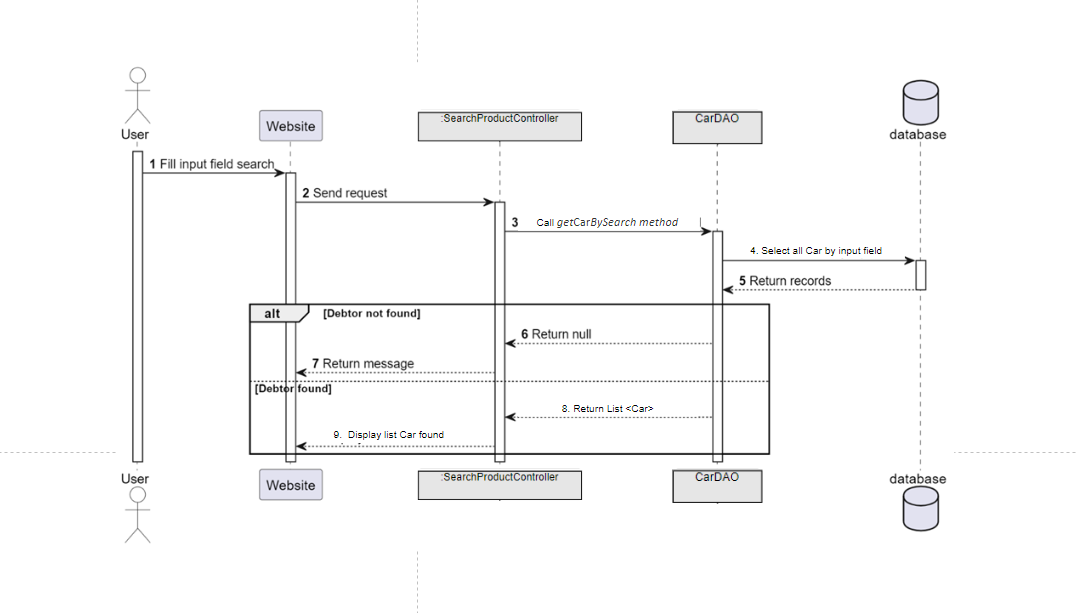 User
Website
:SearchProductController
CarDAO
database
1 Fill input field search
2 Send request
3 Call getCarBySearch method
4. Select all Car by input field
5 Return records
alt [Debtor not found]
6 Return null
7 Return message
[Debtor found]
8. Return List <Car>
9. Display list Car found
User
Website
:SearchProductController
CarDAO
database